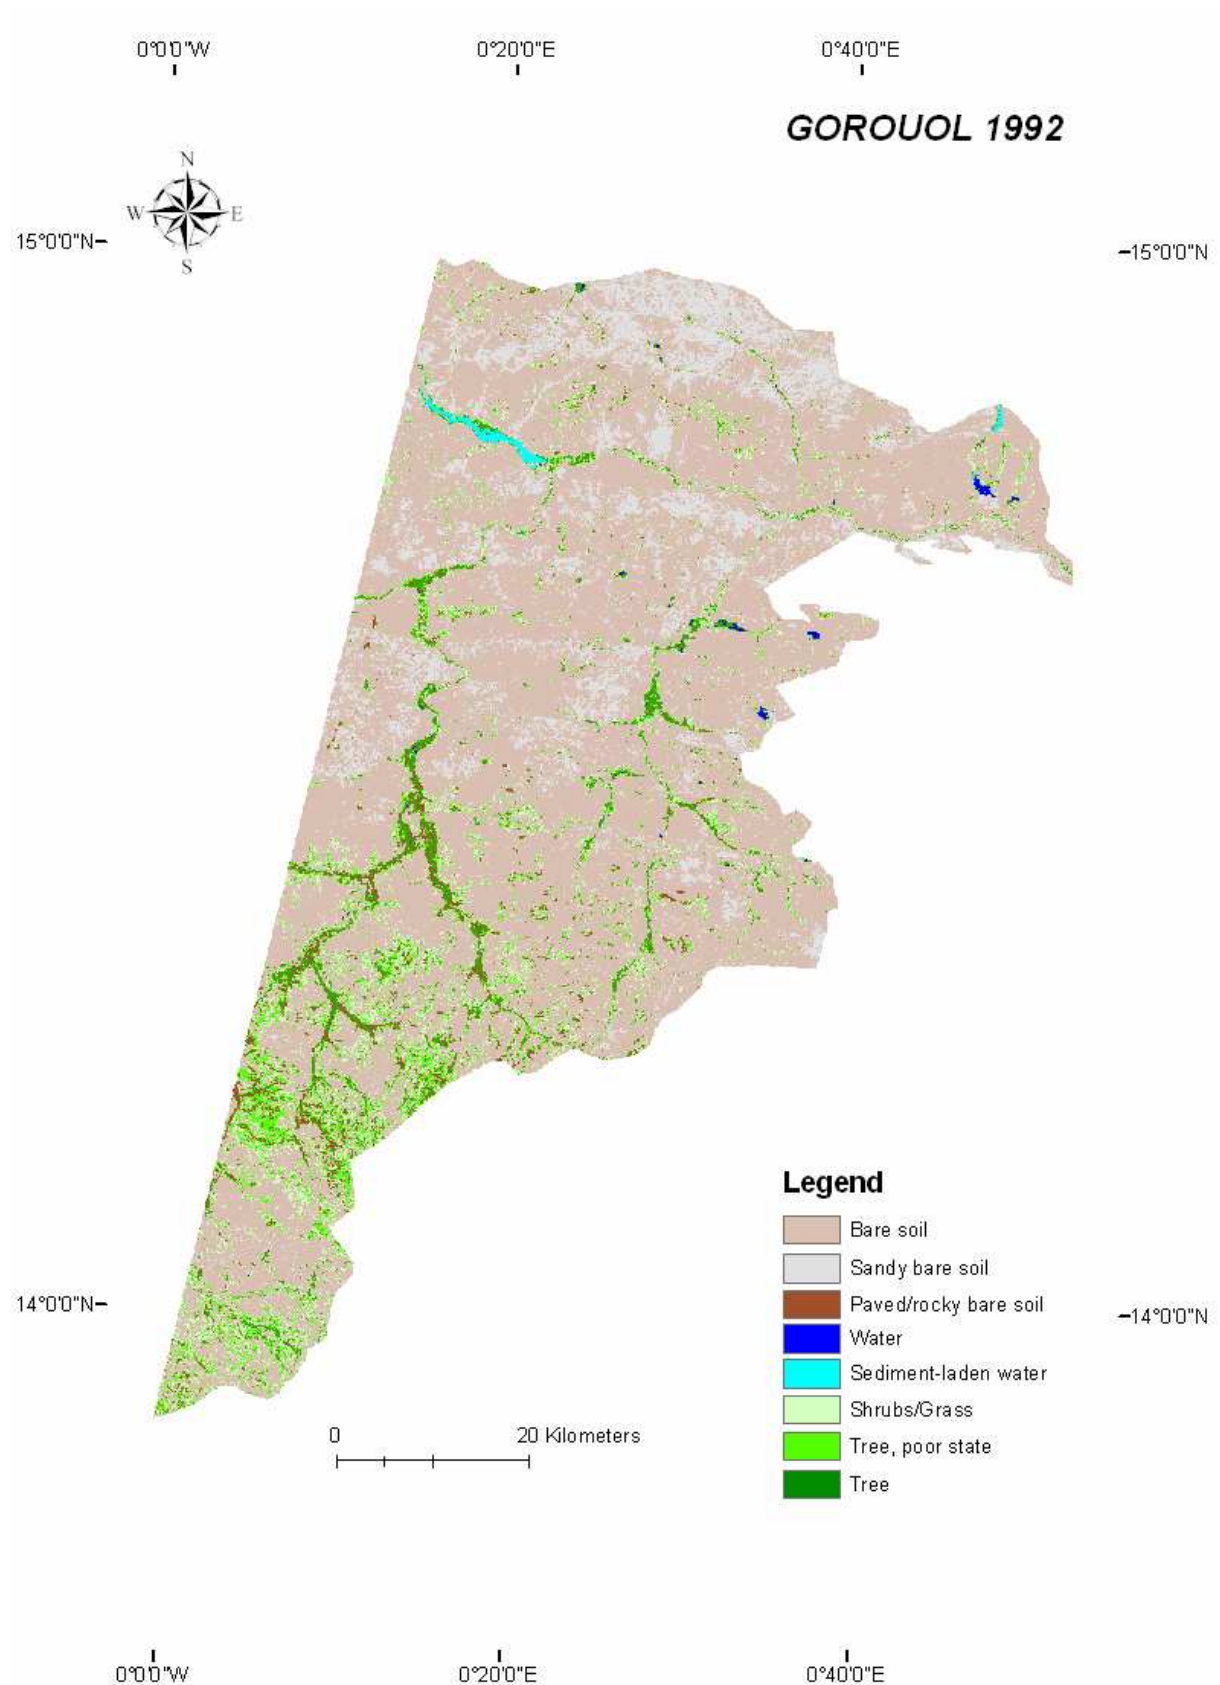 0°0'0"W 0°20'0"E 0°40'0"E
GOROUOL 1992
N
W E
S
15°0'0"N 15°0'0"N
Legend
Bare soil
Sandy bare soil
Paved/rocky bare soil
14°0'0"N 14°0'0"N
Water
Sediment-laden water
Shrubs/Grass
0 20 Kilometers
Tree, poor state
Tree
0°0'0"W 0°20'0"E 0°40'0"E